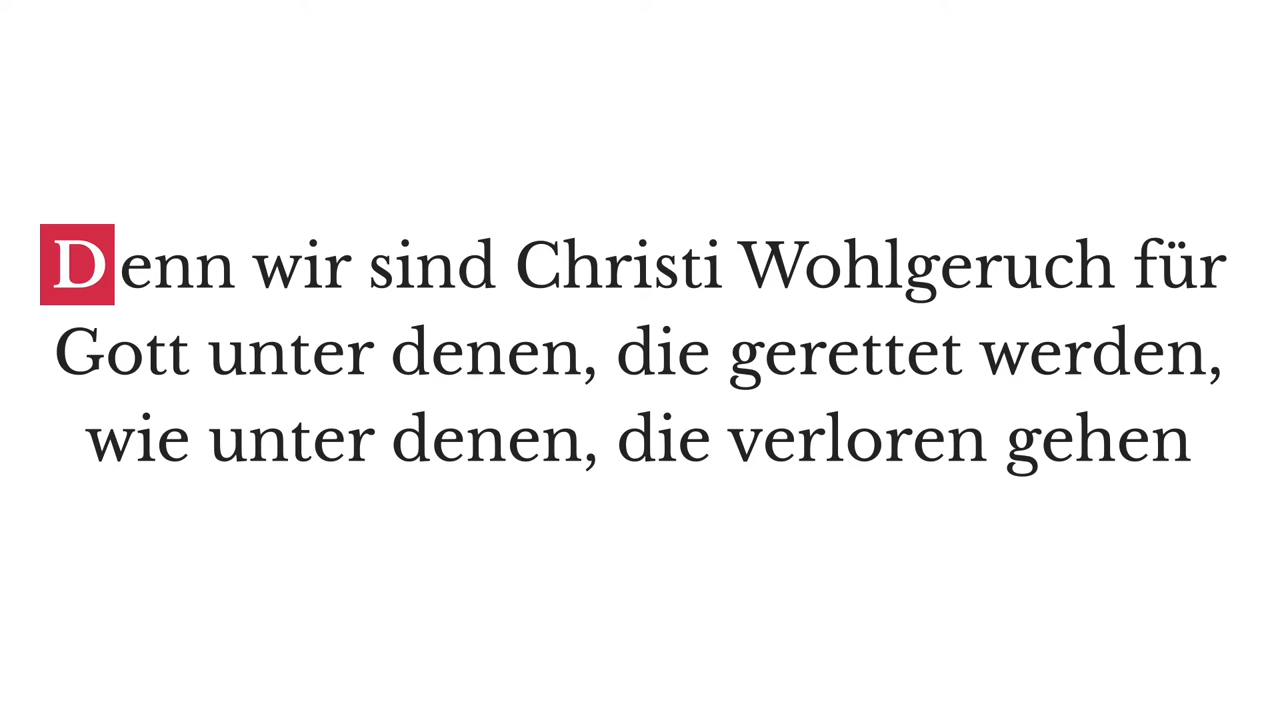 Denn wir sind Christi Wohlgeruch für
Gott unter denen, die gerettet werden,
wie unter denen, die verloren gehen